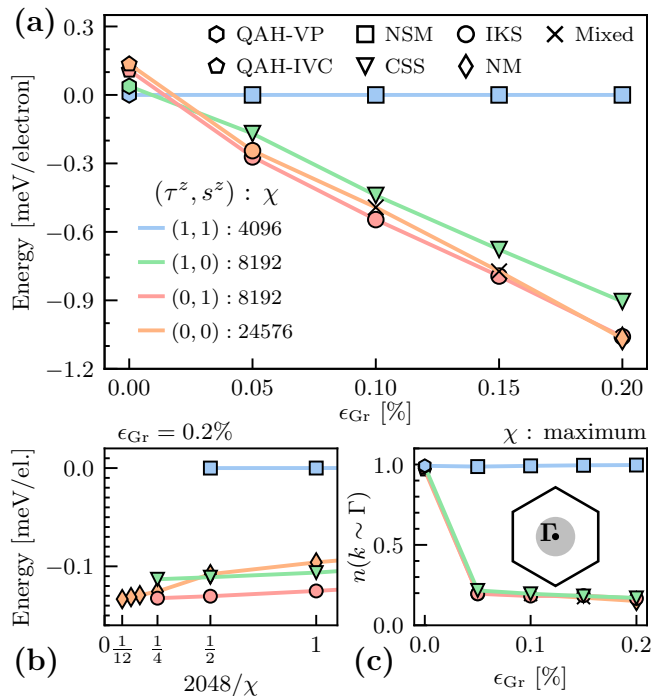 (a)
QAH-VP NSM IKS Mixed
QAH-IVC CSS NM
Energy [meV/electron]
0.3
0.0
−0.3
−0.6
−0.9
−1.2
(τ^z, s^z) : χ
(1, 1) : 4096
(1, 0) : 8192
(0, 1) : 8192
(0, 0) : 24576
0.00 0.05 0.10 0.15 0.20
ϵ_Gr [%]
ϵ_Gr = 0.2%
Energy [meV/el.]
0.0
−0.1
0 1/12 1/4 1/2 1
2048/χ
(b)
χ : maximum
n(k ∼ Γ)
1.0
0.5
0.0
Γ
0.0 0.1 0.2
ϵ_Gr [%]
(c)